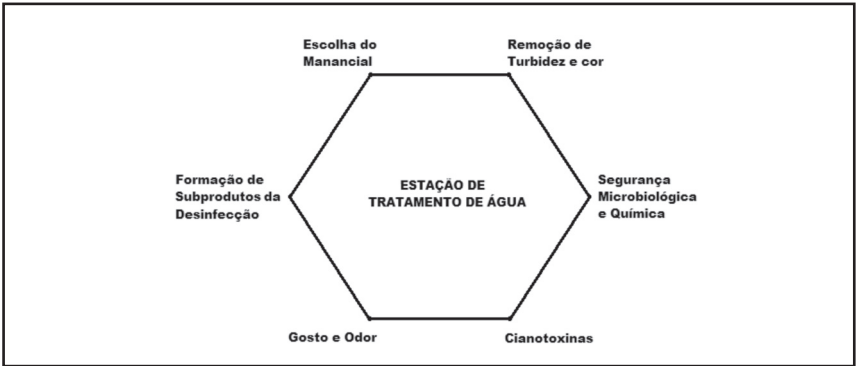 Escolha do
Manancial
Remoção de
Turbidez e cor
Formação de
Subprodutos da
Desinfecção
ESTAÇÃO DE
TRATAMENTO DE ÁGUA
Segurança
Microbiológica
e Química
Gosto e Odor
Cianotoxinas